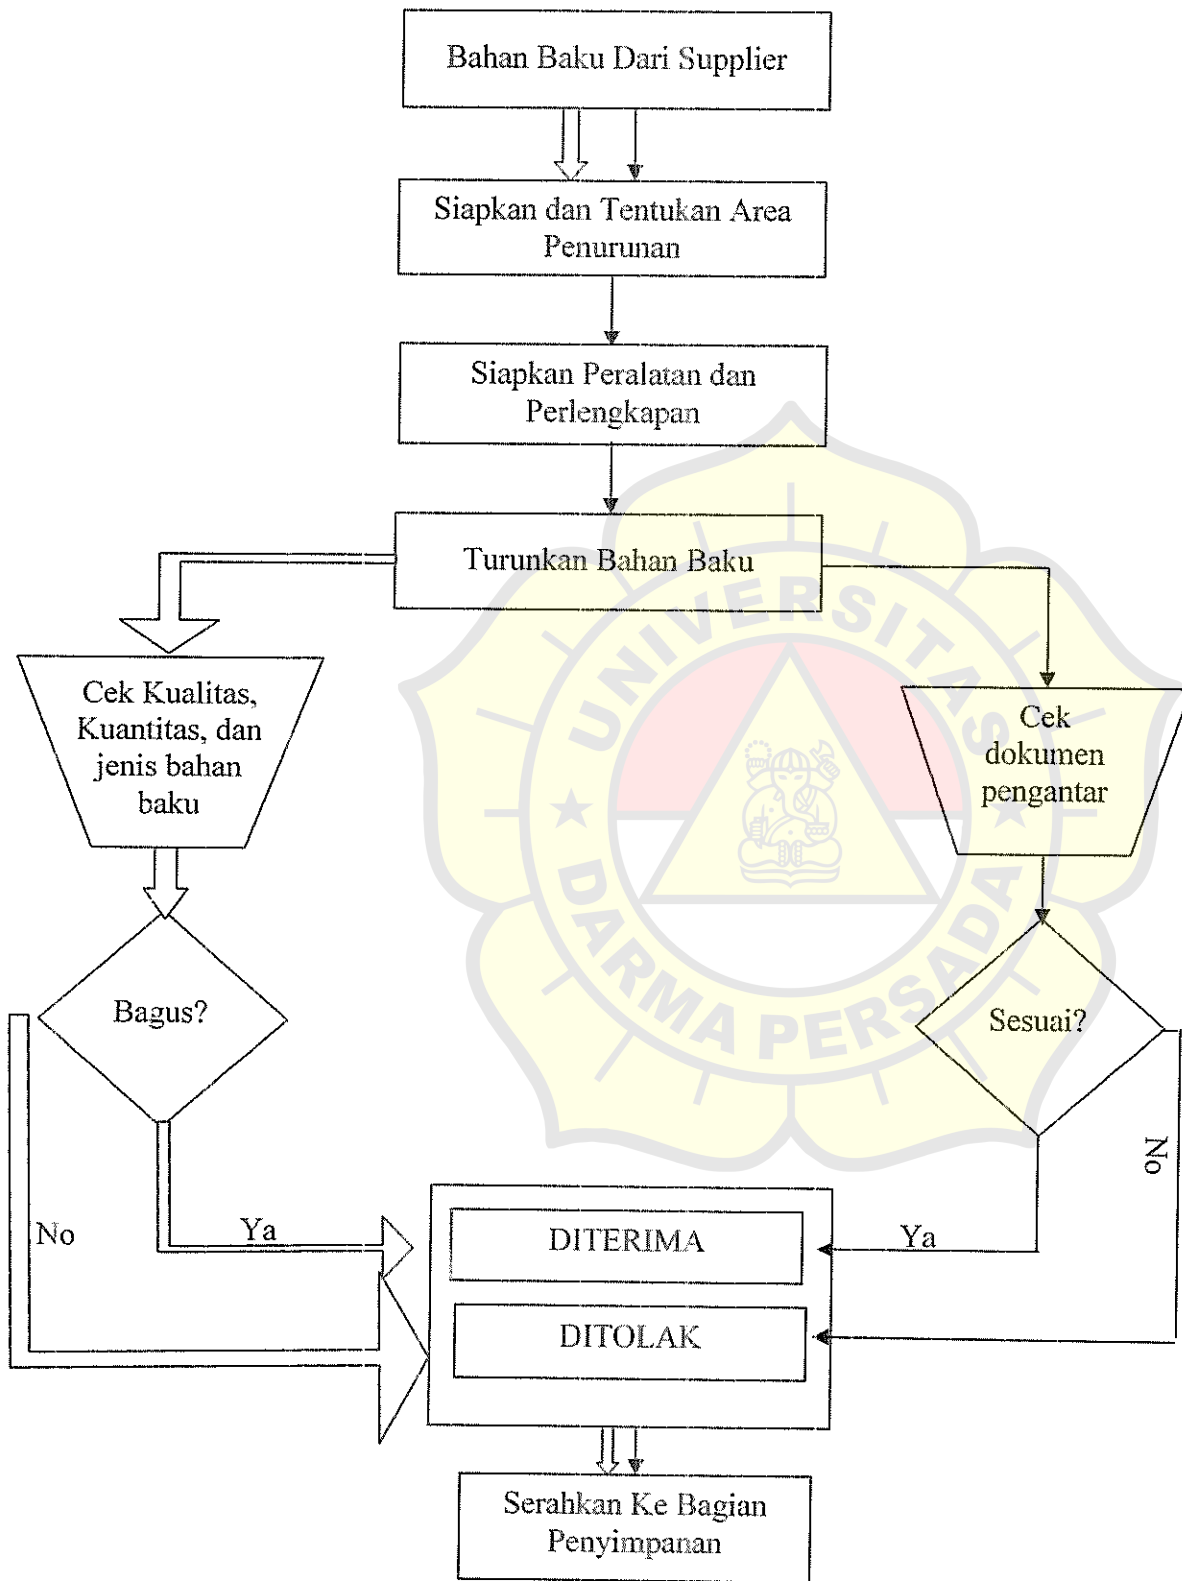 Bahan Baku Dari Supplier
Siapkan dan Tentukan Area
Penurunan
Siapkan Peralatan dan
Perlengkapan
Turunkan Bahan Baku
Cek Kualitas,
Kuantitas, dan
jenis bahan
baku
Cek
dokumen
pengantar
Bagus?
Sesuai?
No
Ya
DITERIMA
Ya
No
DITOLAK
Serahkan Ke Bagian
Penyimpanan
UNIVERSITAS
DARMA PERSADA